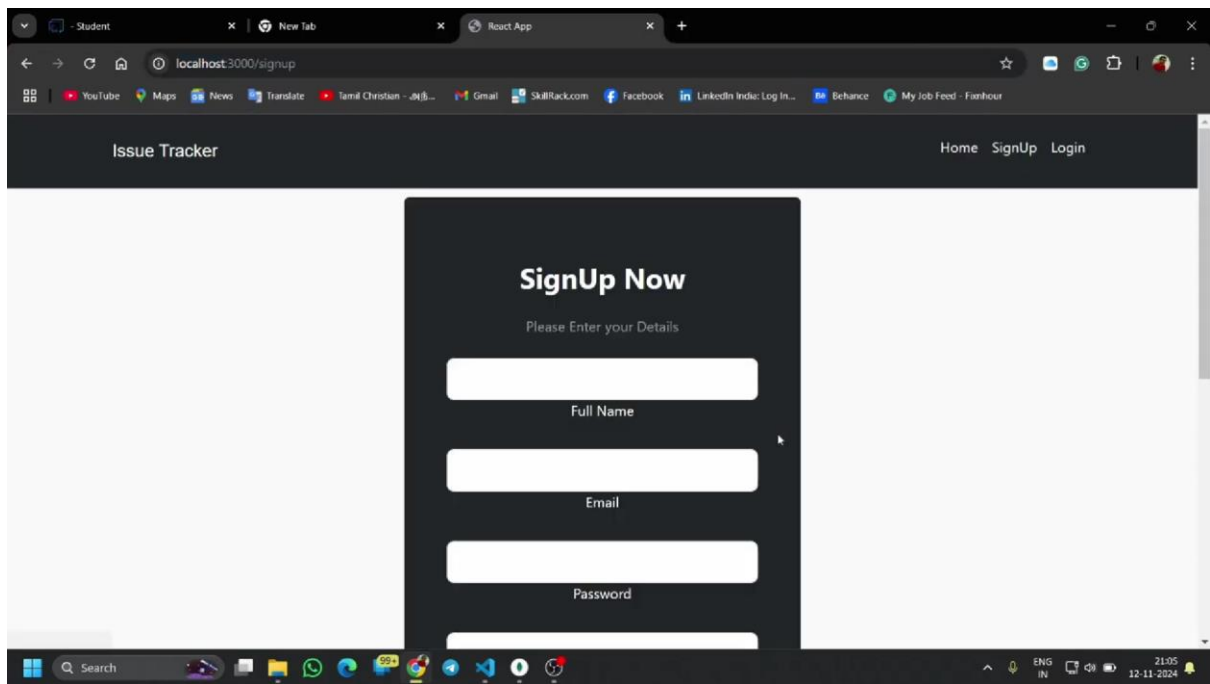 - Student
New Tab
React App
localhost:3000/signup
YouTube
Maps
News
Translate
Tamil Christian - அந்...
Gmail
SkillRack.com
Facebook
LinkedIn India: Log In...
Behance
My Job Feed - Fixnhour
Issue Tracker
Home SignUp Login
SignUp Now
Please Enter your Details
Full Name
Email
Password
Search
99+
ENG
IN
21:05
12-11-2024